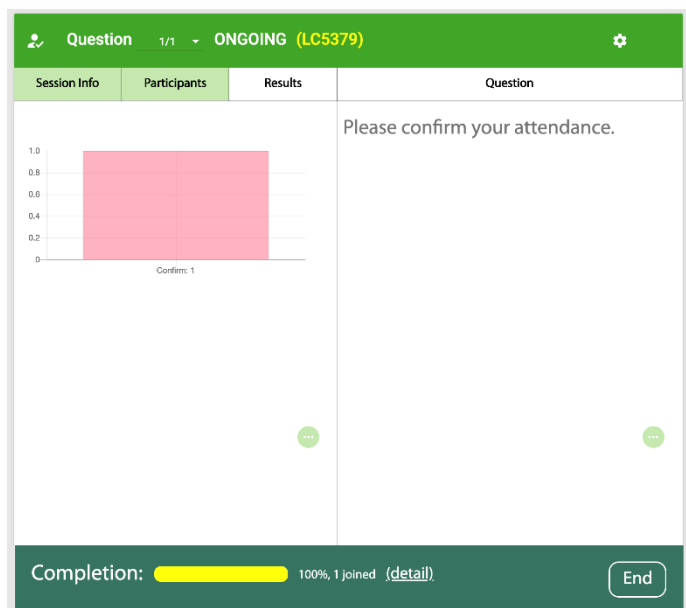 Question 1/1 ONGOING (LC5379)
Session Info Participants Results Question
Please confirm your attendance.
1.0
0.8
0.6
0.4
0.2
0
Confirm: 1
Completion: 100%, 1 joined (detail) End